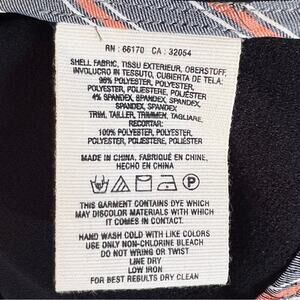 RN : 66170 CA : 32054
SHELL FABRIC, TISSU EXTERIEUR, OBERSTOFF,
INVOLUCRO IN TESSUTO, CUBIERTA DE TELA:
96% POLYESTER, POLYESTER,
POLYESTER, POLIESTERE, POLIÉSTER
4% SPANDEX, SPANDEX, SPANDEX,
SPANDEX, SPANDEX
TRIM, TAILLER, TRIMMEN, TAGLIARE,
RECORTAR:
100% POLYESTER, POLYESTER,
POLYESTER, POLIESTERE, POLIÉSTER
MADE IN CHINA, FABRIQUÉ EN CHINE,
HECHO EN CHINA
P
THIS GARMENT CONTAINS DYE WHICH
MAY DISCOLOR MATERIALS WITH WHICH
IT COMES IN CONTACT
HAND WASH COLD WITH LIKE COLORS
USE ONLY NON-CHLORINE BLEACH
DO NOT WRING OR TWIST
LINE DRY
LOW IRON
FOR BEST RESULTS DRY CLEAN